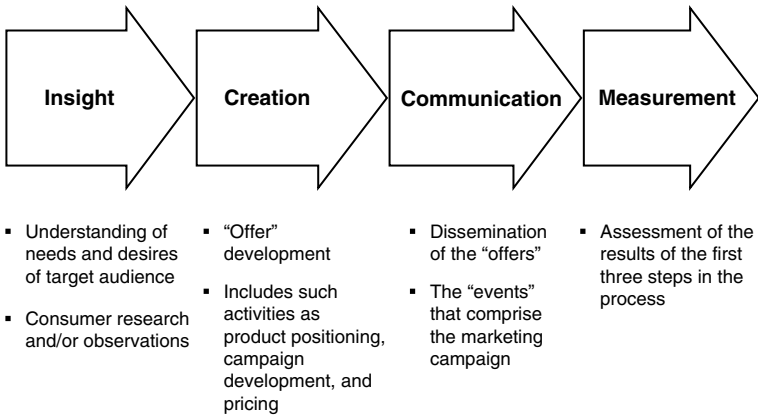 Insight
Creation
Communication
Measurement
▪ Understanding of
needs and desires
of target audience
▪ Consumer research
and/or observations
▪ “Offer”
development
▪ Includes such
activities as
product positioning,
campaign
development, and
pricing
▪ Dissemination
of the “offers”
▪ The “events”
that comprise
the marketing
campaign
▪ Assessment of the
results of the first
three steps in the
process